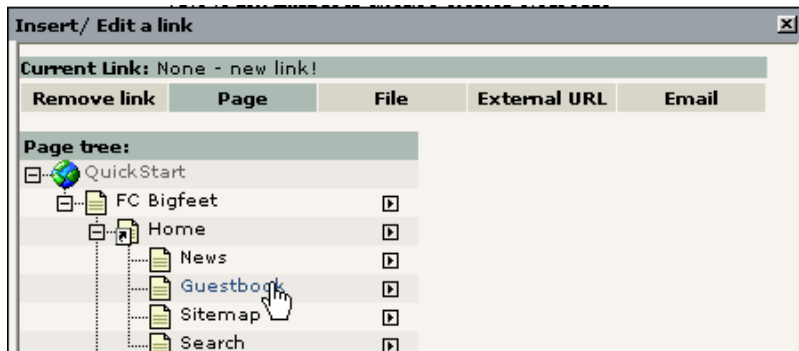 Insert/ Edit a link
Current Link: None - new link!
Remove link Page File External URL Email
Page tree:
QuickStart
FC Bigfeet
Home
News
Guestbook
Sitemap
Search